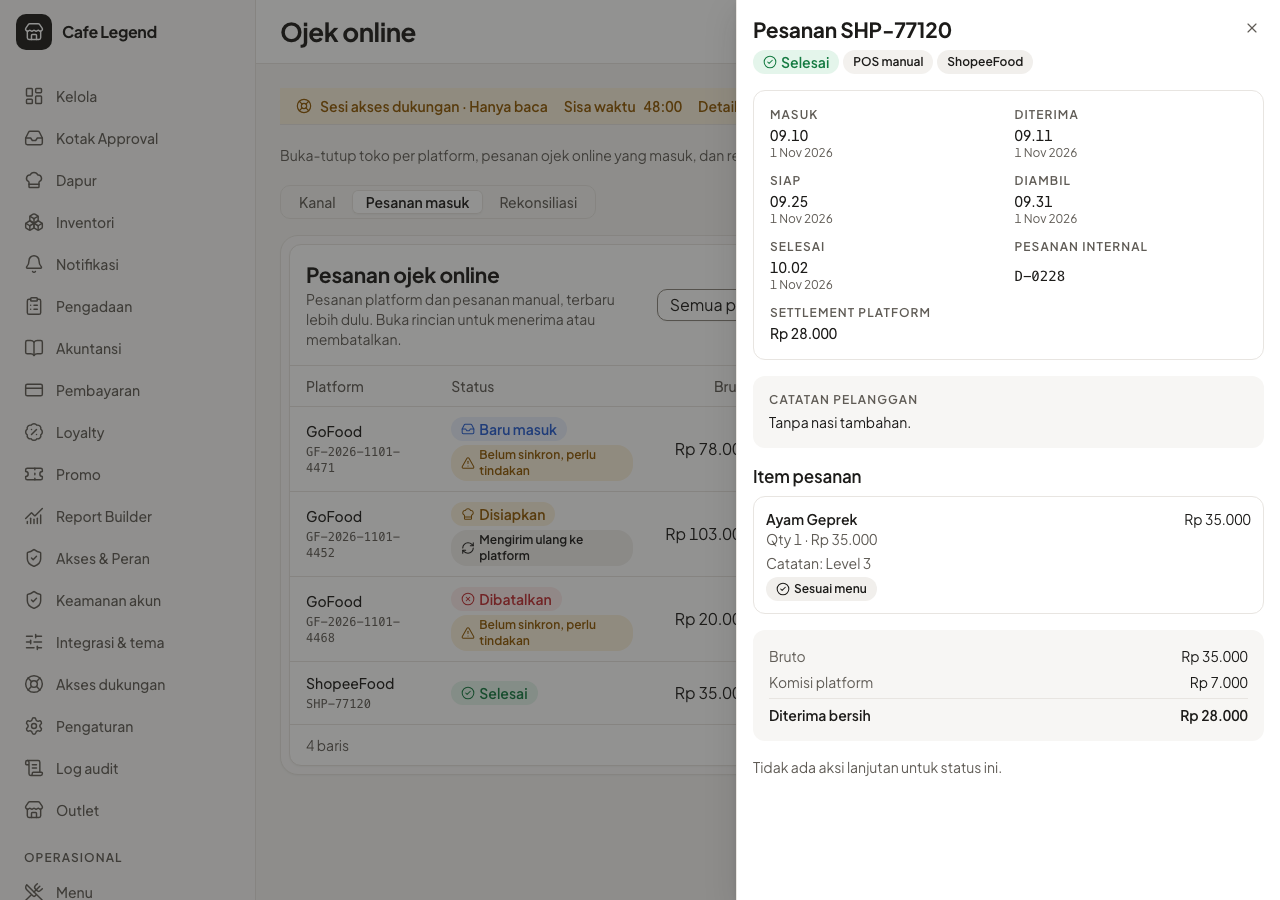 Cafe Legend
Kelola
Kotak Approval
Dapur
Inventori
Notifikasi
Pengadaan
Akuntansi
Pembayaran
Loyalty
Promo
Report Builder
Akses & Peran
Keamanan akun
Integrasi & tema
Akses dukungan
Pengaturan
Log audit
Outlet
OPERASIONAL
Menu
Ojek online
Sesi akses dukungan · Hanya baca Sisa waktu 48:00 Detail
Buka-tutup toko per platform, pesanan ojek online yang masuk, dan
Kanal Pesanan masuk Rekonsiliasi
Pesanan ojek online
Pesanan platform dan pesanan manual, terbaru
lebih dulu. Buka rincian untuk menerima atau
membatalkan.
Semua
Platform Status
GoFood
GF-2026-1101-
4471
Baru masuk
Belum sinkron, perlu
tindakan
Rp 78.00
GoFood
GF-2026-1101-
4452
Disiapkan
Mengirim ulang ke
platform
Rp 103.00
GoFood
GF-2026-1101-
4468
Dibatalkan
Belum sinkron, perlu
tindakan
Rp 20.00
ShopeeFood
SHP-77120
Selesai
Rp 35.00
4 baris
Pesanan SHP-77120
Selesai POS manual ShopeeFood
MASUK
09.10
1 Nov 2026
DITERIMA
09.11
1 Nov 2026
SIAP
09.25
1 Nov 2026
DIAMBIL
09.31
1 Nov 2026
SELESAI
10.02
1 Nov 2026
PESANAN INTERNAL
D-0228
SETTLEMENT PLATFORM
Rp 28.000
CATATAN PELANGGAN
Tanpa nasi tambahan.
Item pesanan
Ayam Geprek Rp 35.000
Qty 1 · Rp 35.000
Catatan: Level 3
Sesuai menu
Bruto Rp 35.000
Komisi platform Rp 7.000
Diterima bersih Rp 28.000
Tidak ada aksi lanjutan untuk status ini.